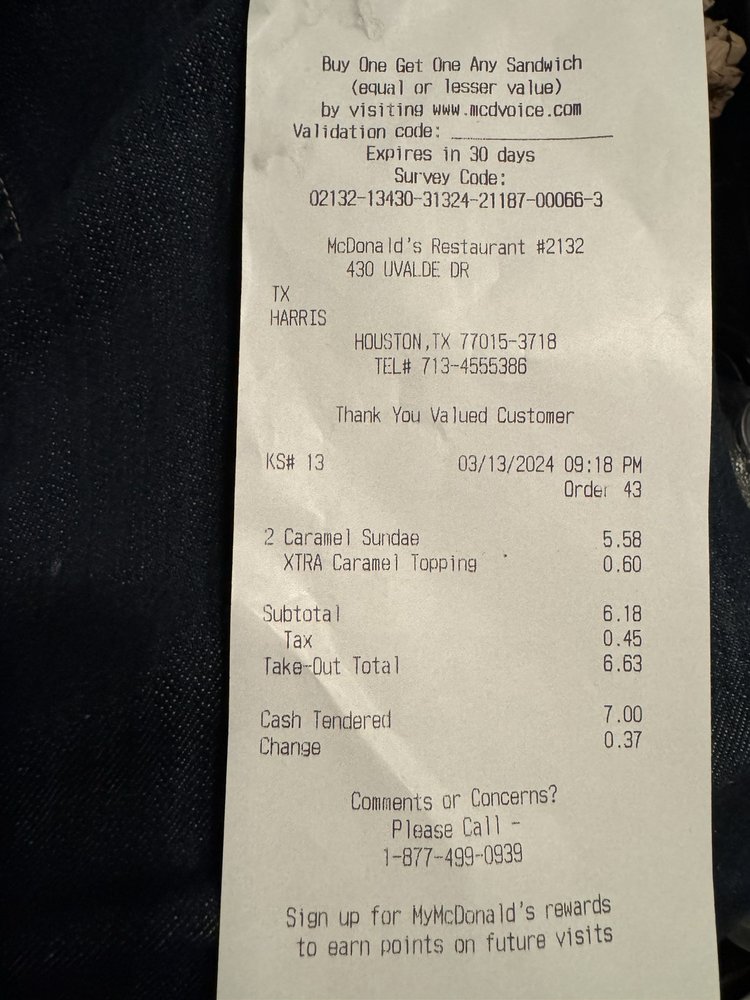 Buy One Get One Any Sandwich
(equal or lesser value)
by visiting www.mcdvoice.com
Validation code: _______________
Expires in 30 days
Survey Code:
02132-13430-31324-21187-00066-3
McDonald's Restaurant #2132
430 UVALDE DR
TX
HARRIS
HOUSTON,TX 77015-3718
TEL# 713-4555386
Thank You Valued Customer
KS# 13 03/13/2024 09:18 PM
Order 43
2 Caramel Sundae 5.58
XTRA Caramel Topping 0.60
Subtotal 6.18
Tax 0.45
Take-Out Total 6.63
Cash Tendered 7.00
Change 0.37
Comments or Concerns?
Please Call -
1-877-499-0939
Sign up for MyMcDonald's rewards
to earn points on future visits